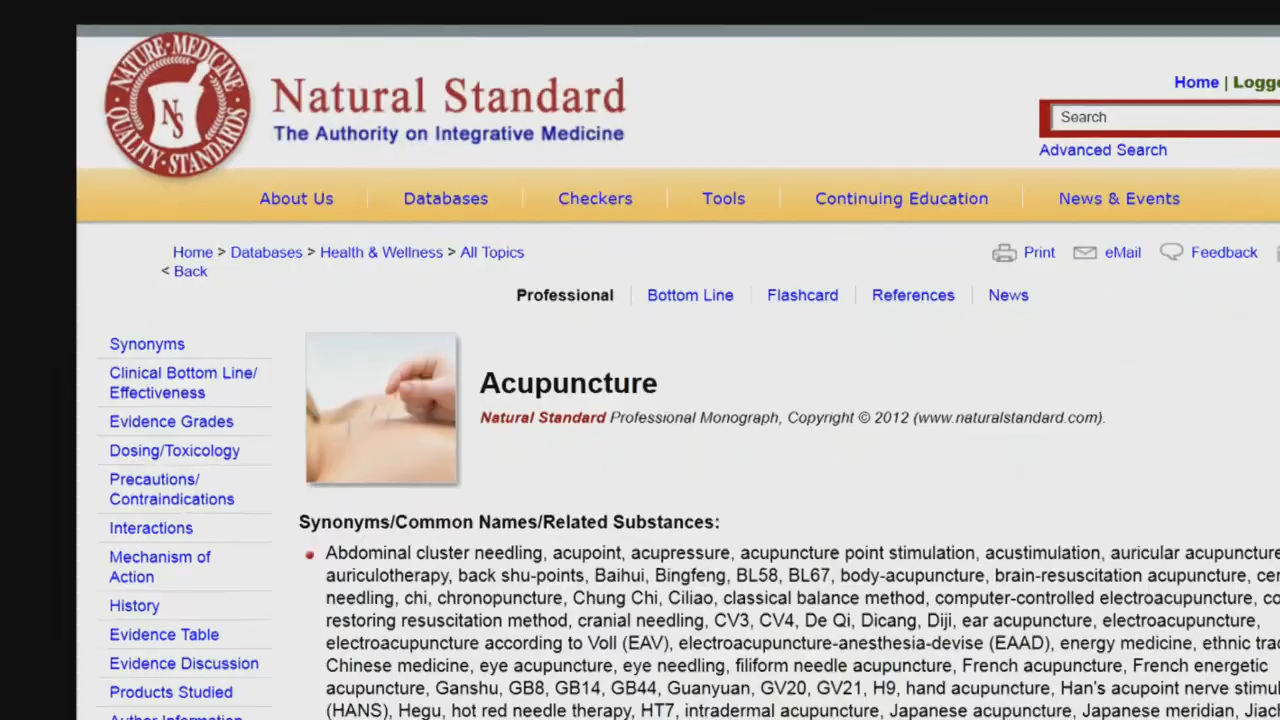 NATURE · MEDICINE
QUALITY · STANDARDS
NS
Natural Standard
The Authority on Integrative Medicine
Home |
Search
Advanced Search
About Us Databases Checkers Tools Continuing Education News & Events
Home > Databases > Health & Wellness > All Topics
Print eMail Feedback
< Back
Professional Bottom Line Flashcard References News
Synonyms
Clinical Bottom Line/
Effectiveness
Evidence Grades
Dosing/Toxicology
Precautions/
Contraindications
Interactions
Mechanism of
Action
History
Evidence Table
Evidence Discussion
Products Studied
Author Information
Acupuncture
Natural Standard Professional Monograph, Copyright © 2012 (www.naturalstandard.com).
Synonyms/Common Names/Related Substances:
Abdominal cluster needling, acupoint, acupressure, acupuncture point stimulation, acustimulation, auricular acupuncture
auriculotherapy, back shu-points, Baihui, Bingfeng, BL58, BL67, body-acupuncture, brain-resuscitation acupuncture,
needling, chi, chronopuncture, Chung Chi, Ciliao, classical balance method, computer-controlled electroacupuncture,
restoring resuscitation method, cranial needling, CV3, CV4, De Qi, Dicang, Diji, ear acupuncture, electroacupuncture,
electroacupuncture according to Voll (EAV), electroacupuncture-anesthesia-devise (EAAD), energy medicine, ethnic
Chinese medicine, eye acupuncture, eye needling, filiform needle acupuncture, French acupuncture, French energetic
acupuncture, Ganshu, GB8, GB14, GB44, Guanyuan, GV20, GV21, H9, hand acupuncture, Han's acupoint nerve
(HANS), Hegu, hot red needle therapy, HT7, intradermal acupuncture, Japanese acupuncture, Japanese meridian,